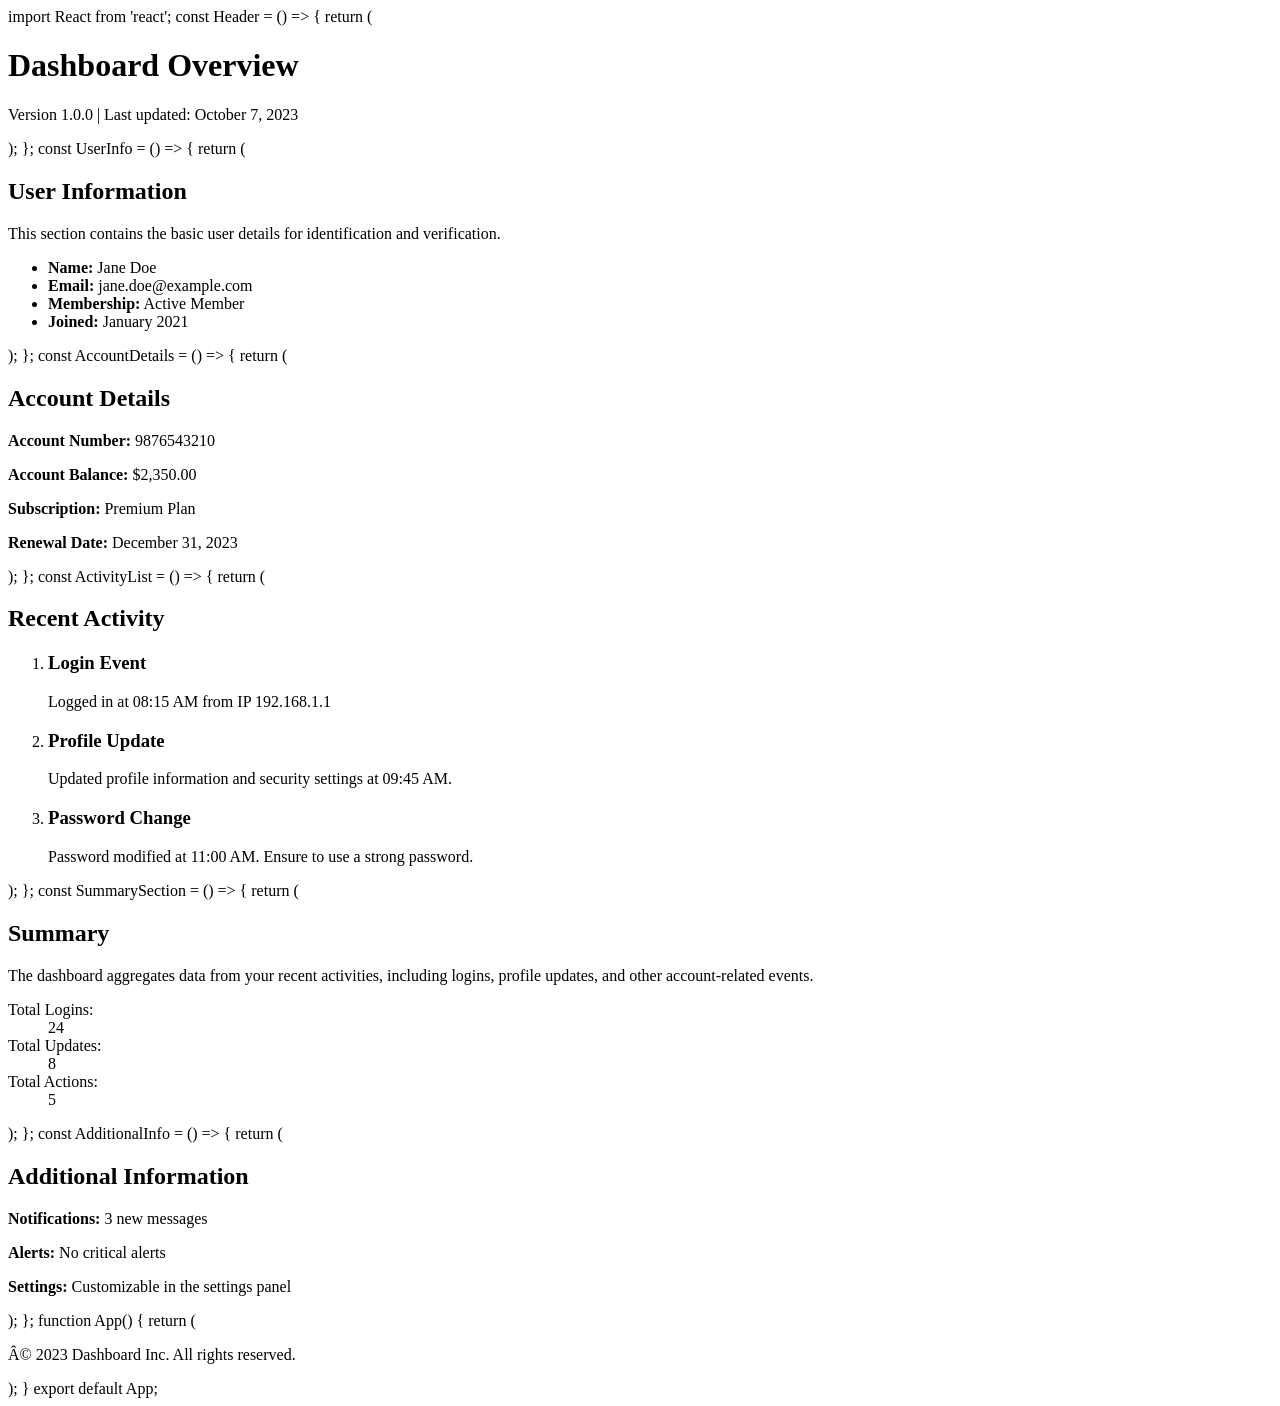 import React from 'react'; const Header = () => { return (
Dashboard Overview
Version 1.0.0 | Last updated: October 7, 2023
); }; const UserInfo = () => { return (
User Information
This section contains the basic user details for identification and verification.
• Name: Jane Doe
• Email: jane.doe@example.com
• Membership: Active Member
• Joined: January 2021
); }; const AccountDetails = () => { return (
Account Details
Account Number: 9876543210
Account Balance: $2,350.00
Subscription: Premium Plan
Renewal Date: December 31, 2023
); }; const ActivityList = () => { return (
Recent Activity
1. Login Event
Logged in at 08:15 AM from IP 192.168.1.1
2. Profile Update
Updated profile information and security settings at 09:45 AM.
3. Password Change
Password modified at 11:00 AM. Ensure to use a strong password.
); }; const SummarySection = () => { return (
Summary
The dashboard aggregates data from your recent activities, including logins, profile updates, and other account-related events.
Total Logins:
24
Total Updates:
8
Total Actions:
5
); }; const AdditionalInfo = () => { return (
Additional Information
Notifications: 3 new messages
Alerts: No critical alerts
Settings: Customizable in the settings panel
); }; function App() { return (
Â© 2023 Dashboard Inc. All rights reserved.
); } export default App;